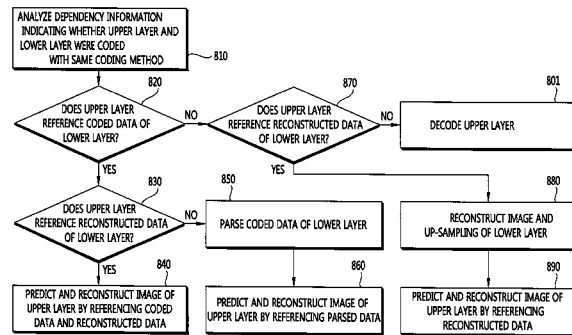 ANALYZE DEPENDENCY INFORMATION
INDICATING WHETHER UPPER LAYER AND
LOWER LAYER WERE CODED
WITH SAME CODING METHOD
810
820
DOES UPPER LAYER
REFERENCE CODED DATA OF
LOWER LAYER?
NO
YES
870
DOES UPPER LAYER
REFERENCE RECONSTRUCTED DATA
OF LOWER LAYER?
NO
YES
801
DECODE UPPER LAYER
830
DOES UPPER LAYER
REFERENCE RECONSTRUCTED DATA
OF LOWER LAYER?
NO
YES
850
PARSE CODED DATA OF LOWER LAYER
880
RECONSTRUCT IMAGE AND
UP-SAMPLING OF LOWER LAYER
840
PREDICT AND RECONSTRUCT IMAGE
OF UPPER LAYER BY REFERENCING CODED
DATA AND RECONSTRUCTED DATA
860
PREDICT AND RECONSTRUCT IMAGE OF
UPPER LAYER BY REFERENCING PARSED DATA
890
PREDICT AND RECONSTRUCT IMAGE OF
UPPER LAYER BY REFERENCING
RECONSTRUCTED DATA